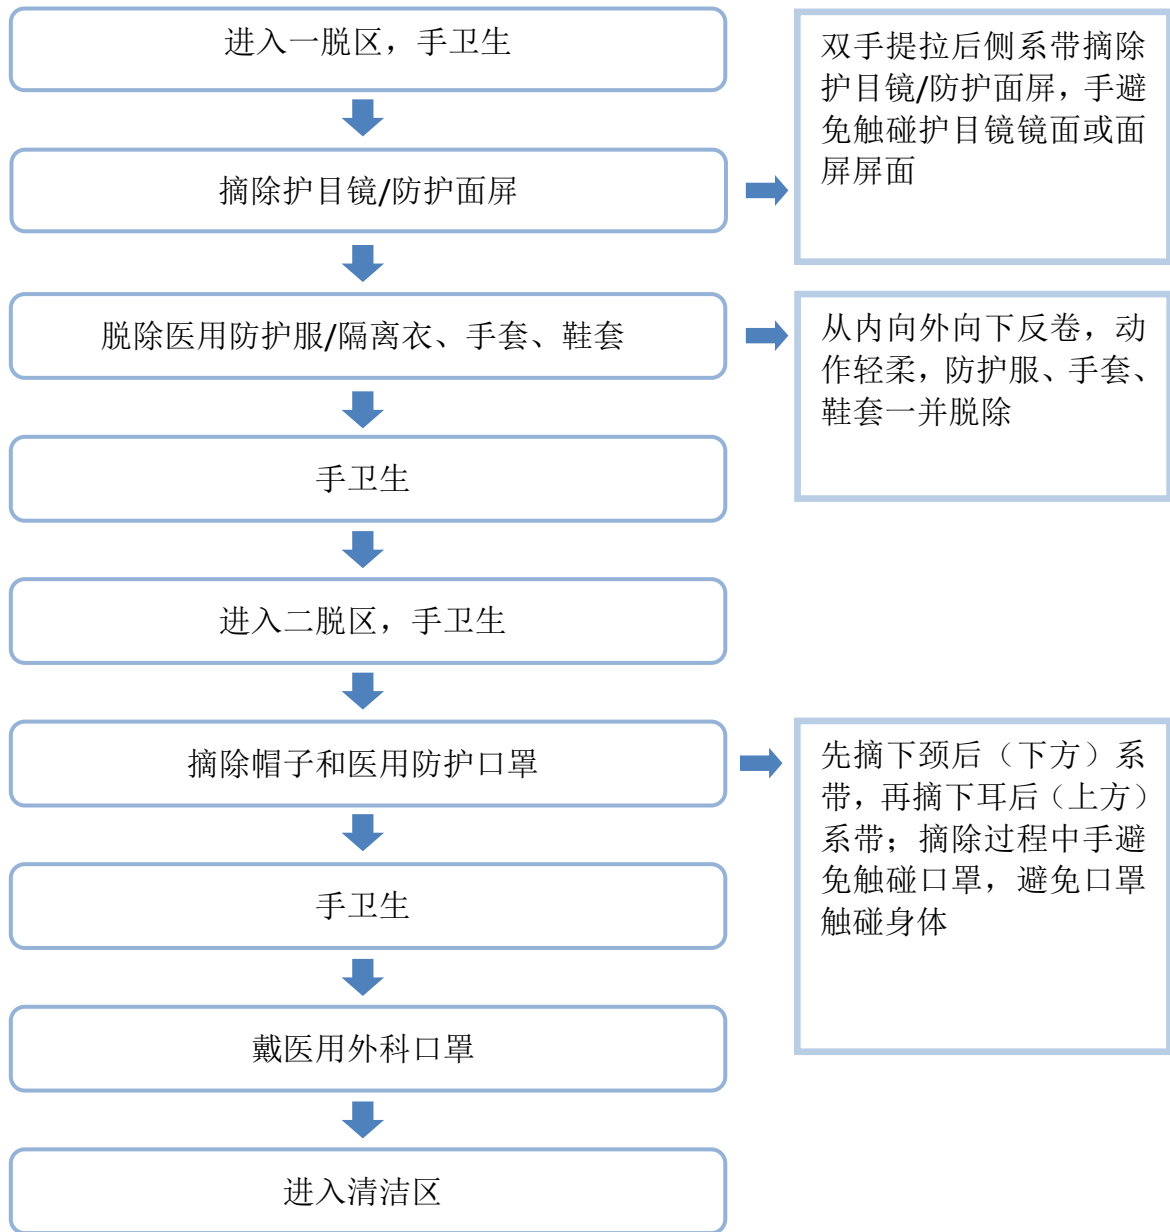 进入一脱区，手卫生
双手提拉后侧系带摘除
护目镜/防护面屏，手避
免触碰护目镜镜面或面
屏屏面
摘除护目镜/防护面屏
脱除医用防护服/隔离衣、手套、鞋套
从内向外向下反卷，动
作轻柔，防护服、手套、
鞋套一并脱除
手卫生
进入二脱区，手卫生
摘除帽子和医用防护口罩
先摘下颈后（下方）系
带，再摘下耳后（上方）
系带；摘除过程中手避
免触碰口罩，避免口罩
触碰身体
手卫生
戴医用外科口罩
进入清洁区